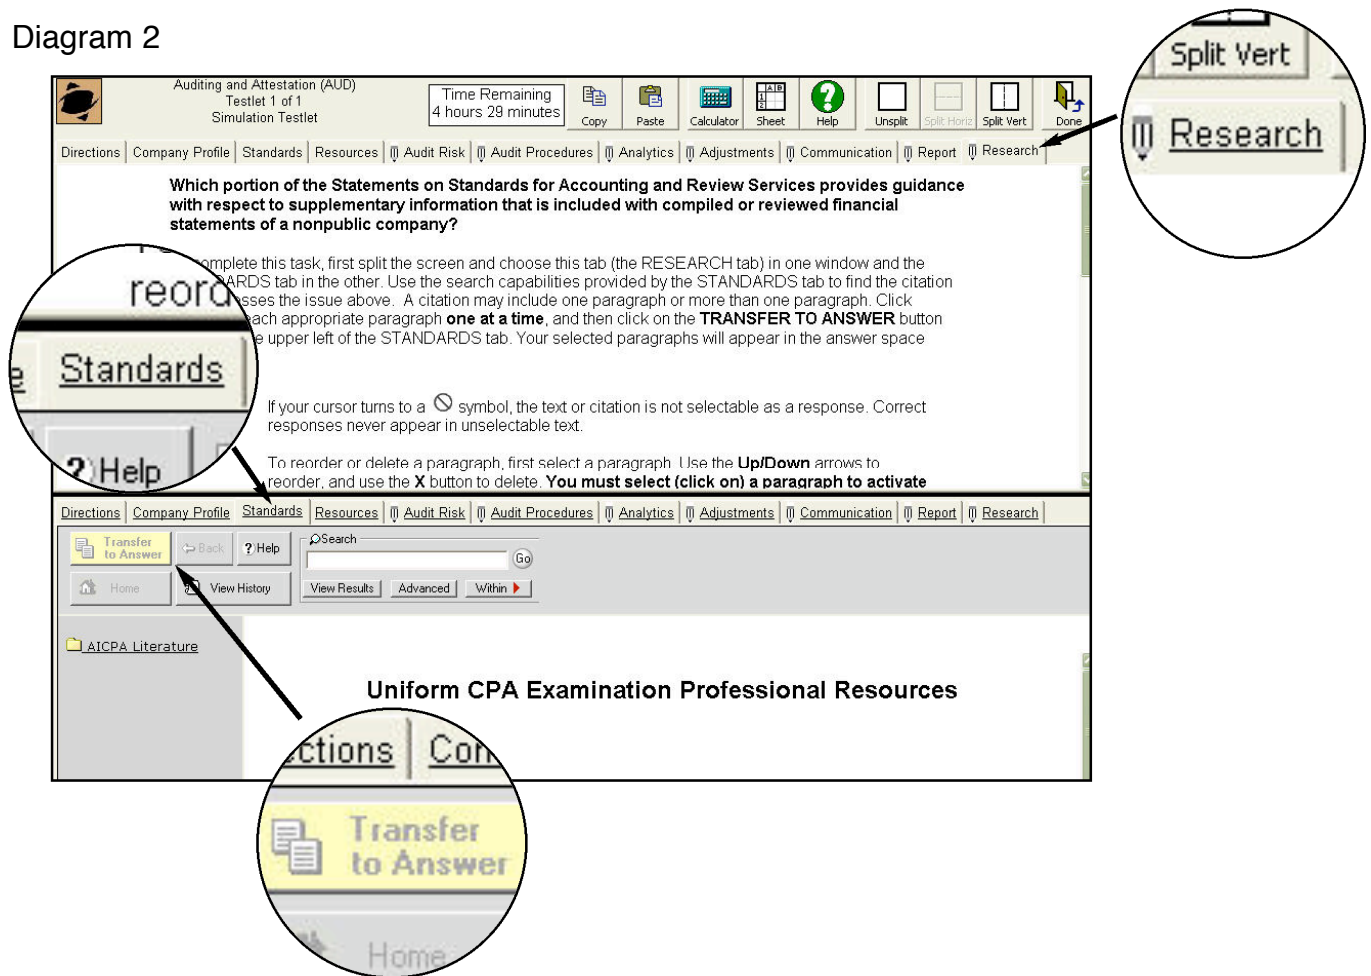 Diagram 2
Split Vert
Research
Auditing and Attestation (AUD)
Testlet 1 of 1
Simulation Testlet
Time Remaining
4 hours 29 minutes
Copy Paste Calculator Sheet Help Unsplit Split Horiz Split Vert Done
Directions Company Profile Standards Resources Audit Risk Audit Procedures Analytics Adjustments Communication Report Research
Which portion of the Statements on Standards for Accounting and Review Services provides guidance
with respect to supplementary information that is included with compiled or reviewed financial
statements of a nonpublic company?
complete this task, first split the screen and choose this tab (the RESEARCH tab) in one window and the
ARDS tab in the other. Use the search capabilities provided by the STANDARDS tab to find the citation
esses the issue above. A citation may include one paragraph or more than one paragraph. Click
each appropriate paragraph one at a time, and then click on the TRANSFER TO ANSWER button
e upper left of the STANDARDS tab. Your selected paragraphs will appear in the answer space
If your cursor turns to a symbol, the text or citation is not selectable as a response. Correct
responses never appear in unselectable text.
To reorder or delete a paragraph, first select a paragraph. Use the Up/Down arrows to
reorder, and use the X button to delete. You must select (click on) a paragraph to activate
reord
e Standards
? Help
Directions Company Profile Standards Resources Audit Risk Audit Procedures Analytics Adjustments Communication Report Research
Transfer
to Answer
Back
? Help
Search
Go
Home
View History
View Results Advanced Within
AICPA Literature
Uniform CPA Examination Professional Resources
ctions Con
Transfer
to Answer
Home